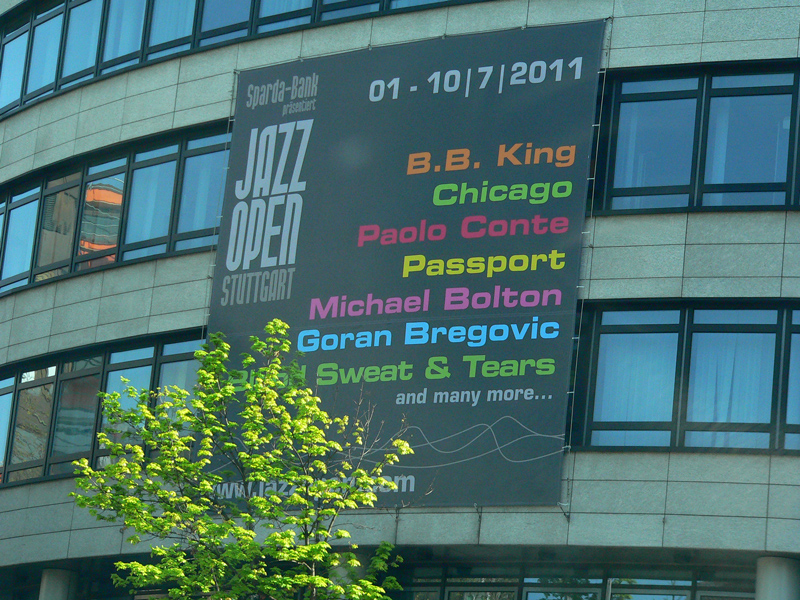 Sparda-Bank
präsentiert
JAZZ
OPEN
STUTTGART
01 - 10|7|2011
B.B. King
Chicago
Paolo Conte
Passport
Michael Bolton
Goran Bregovic
Sweat & Tears
and many more...